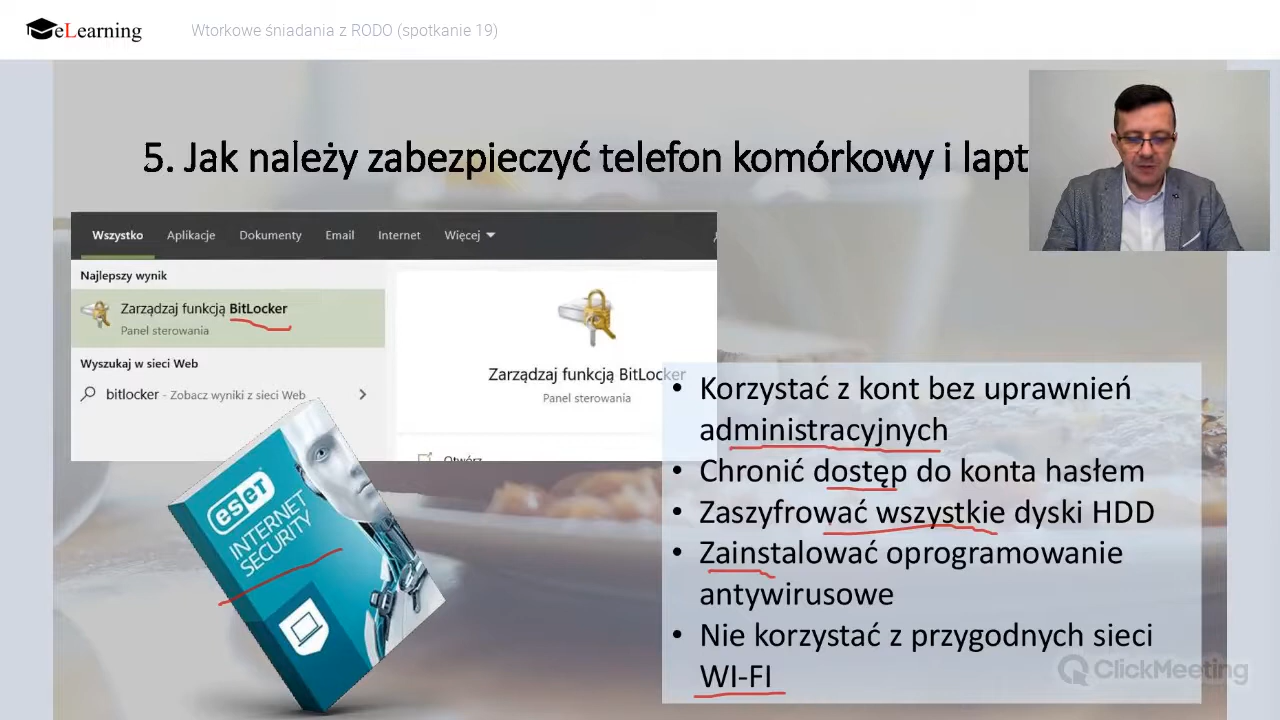 eLearning
Wtorkowe śniadania z RODO (spotkanie 19)
5. Jak należy zabezpieczyć telefon komórkowy i lapt
Wszystko Aplikacje Dokumenty Email Internet Więcej
Najlepszy wynik
Zarządzaj funkcją BitLocker
Panel sterowania
Wyszukaj w sieci Web
bitlocker - Zobacz wyniki z sieci Web
Zarządzaj funkcją BitLocker
Panel sterowania
Otwórz
eseT
INTERNET
SECURITY
• Korzystać z kont bez uprawnień
administracyjnych
• Chronić dostęp do konta hasłem
• Zaszyfrować wszystkie dyski HDD
• Zainstalować oprogramowanie
antywirusowe
• Nie korzystać z przygodnych sieci
WI-FI
ClickMeeting